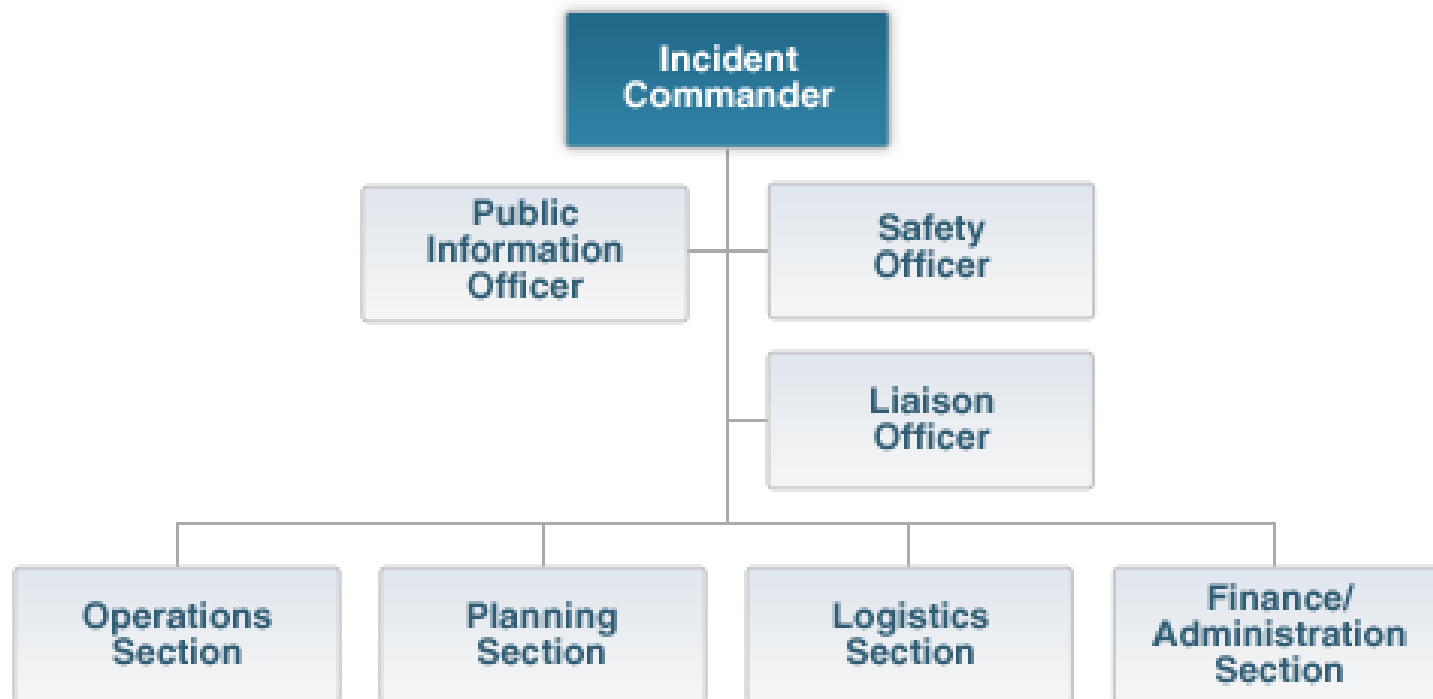 Incident
Commander
Public
Information
Officer
Safety
Officer
Liaison
Officer
Operations
Section
Planning
Section
Logistics
Section
Finance/
Administration
Section